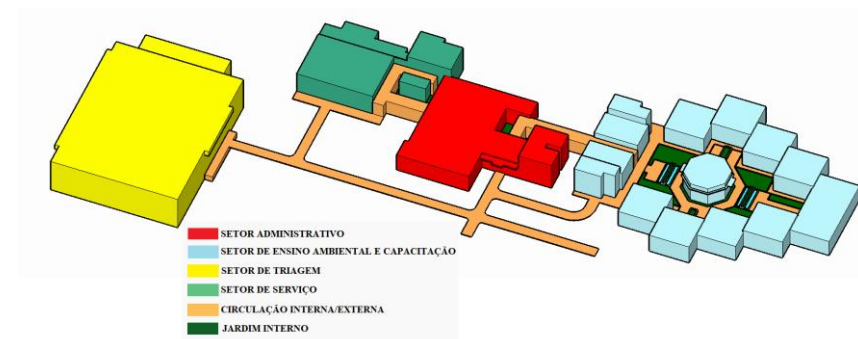 SETOR ADMINISTRATIVO
SETOR DE ENSINO AMBIENTAL E CAPACITAÇÃO
SETOR DE TRIAGEM
SETOR DE SERVIÇO
CIRCULAÇÃO INTERNA/EXTERNA
JARDIM INTERNO